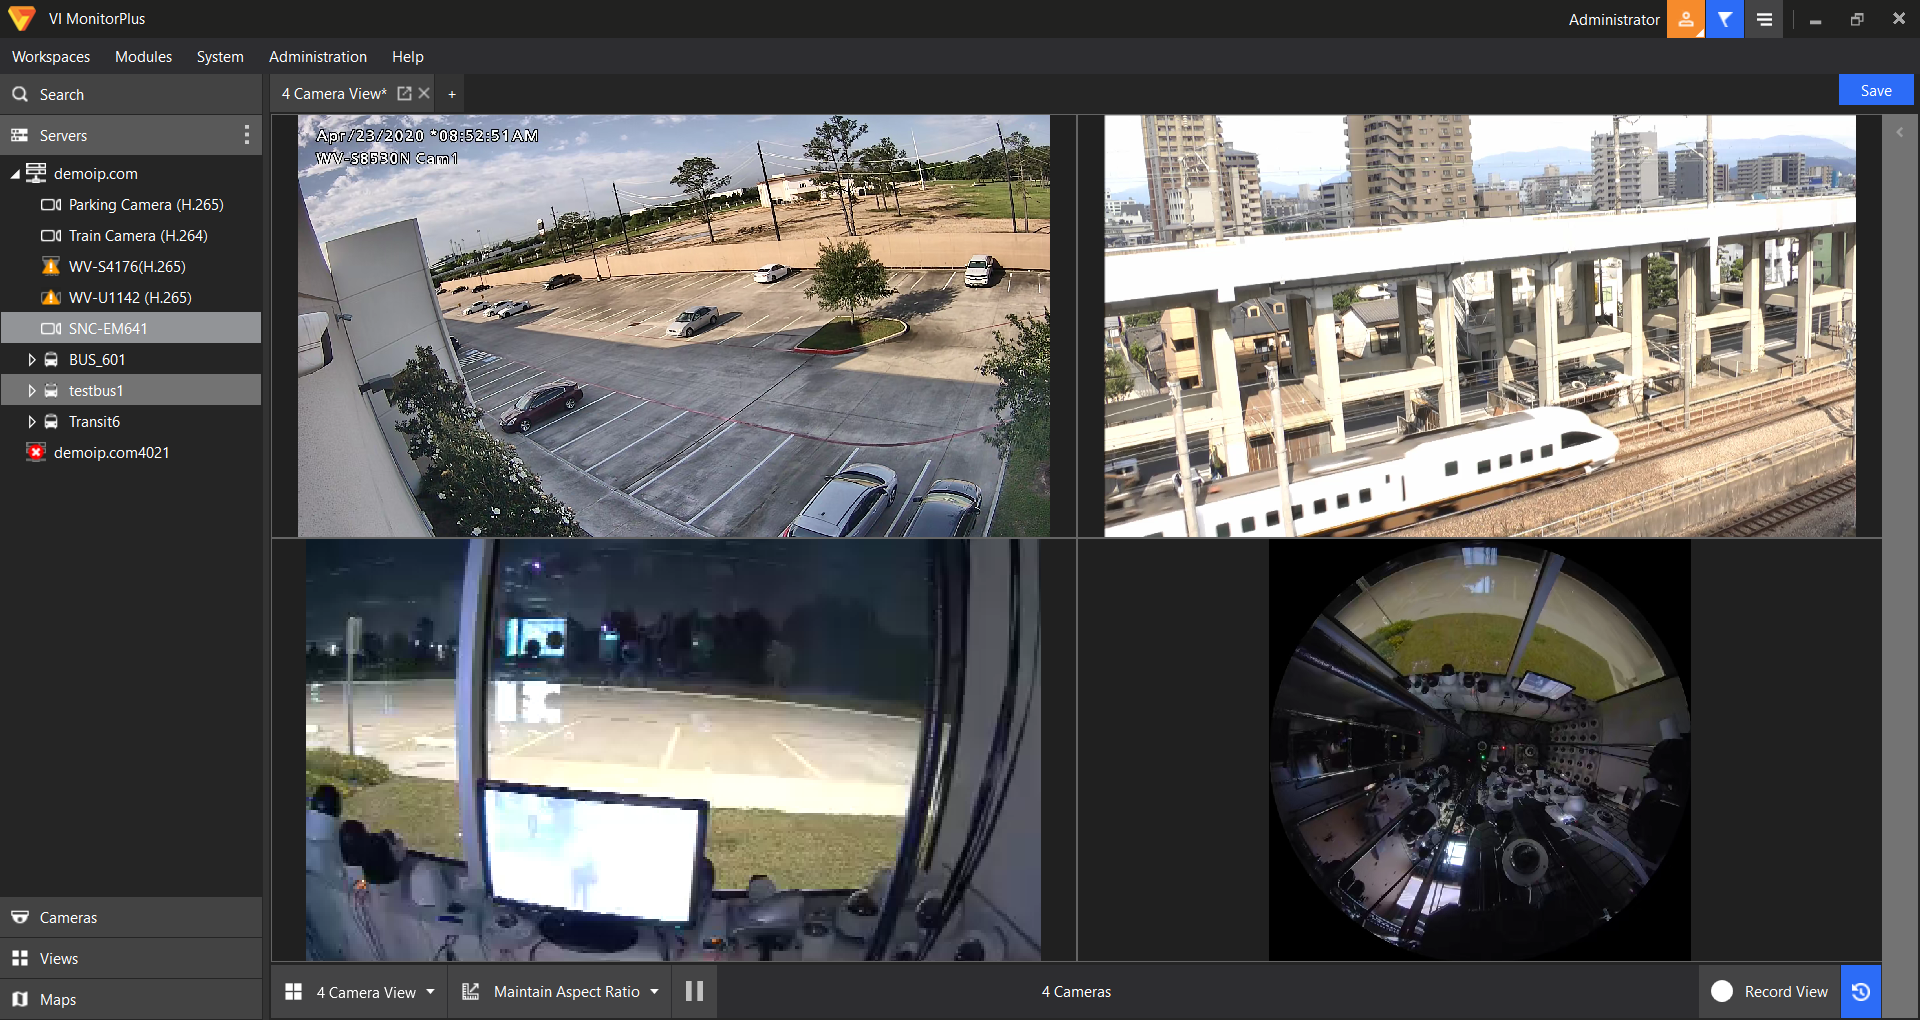 VI MonitorPlus
Administrator
Workspaces Modules System Administration Help
Search
4 Camera View* +
Save
Servers
demoip.com
Parking Camera (H.265)
Train Camera (H.264)
WV-S4176(H.265)
WV-U1142 (H.265)
SNC-EM641
BUS_601
testbus1
Transit6
demoip.com4021
Apr/23/2020 *08:52:51AM
WV-S8530N Cam1
Cameras
Views
Maps
4 Camera View
Maintain Aspect Ratio
4 Cameras
Record View